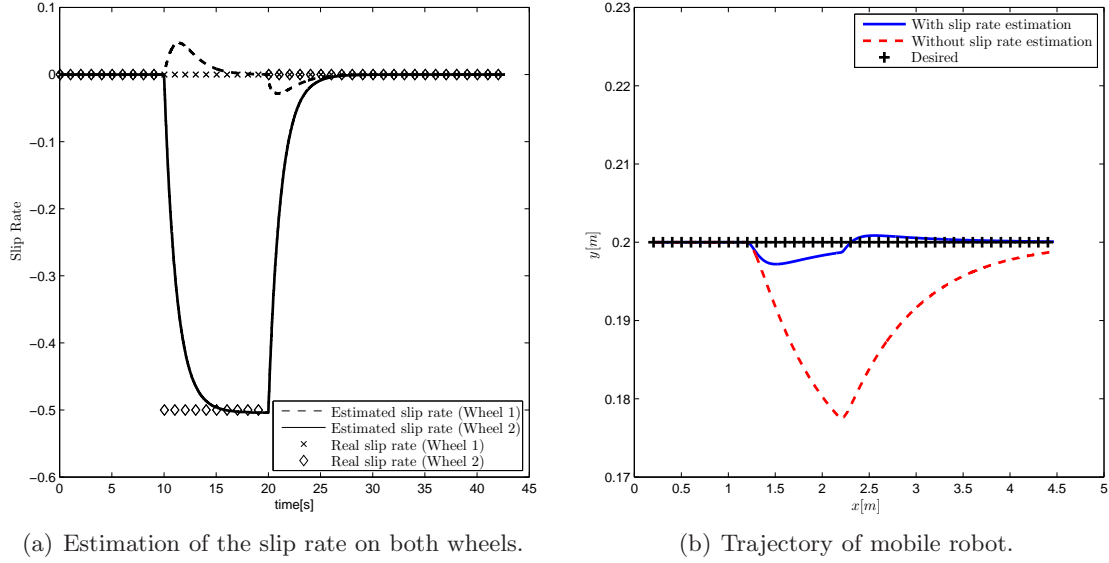 0.1
0
−0.1
−0.2
−0.3
−0.4
−0.5
−0.6
Slip Rate
Estimated slip rate (Wheel 1)
Estimated slip rate (Wheel 2)
Real slip rate (Wheel 1)
Real slip rate (Wheel 2)
0 5 10 15 20 25 30 35 40 45
time[s]
(a) Estimation of the slip rate on both wheels.
0.23
0.22
0.21
0.2
0.19
0.18
0.17
y[m]
With slip rate estimation
Without slip rate estimation
Desired
0 0.5 1 1.5 2 2.5 3 3.5 4 4.5 5
x[m]
(b) Trajectory of mobile robot.